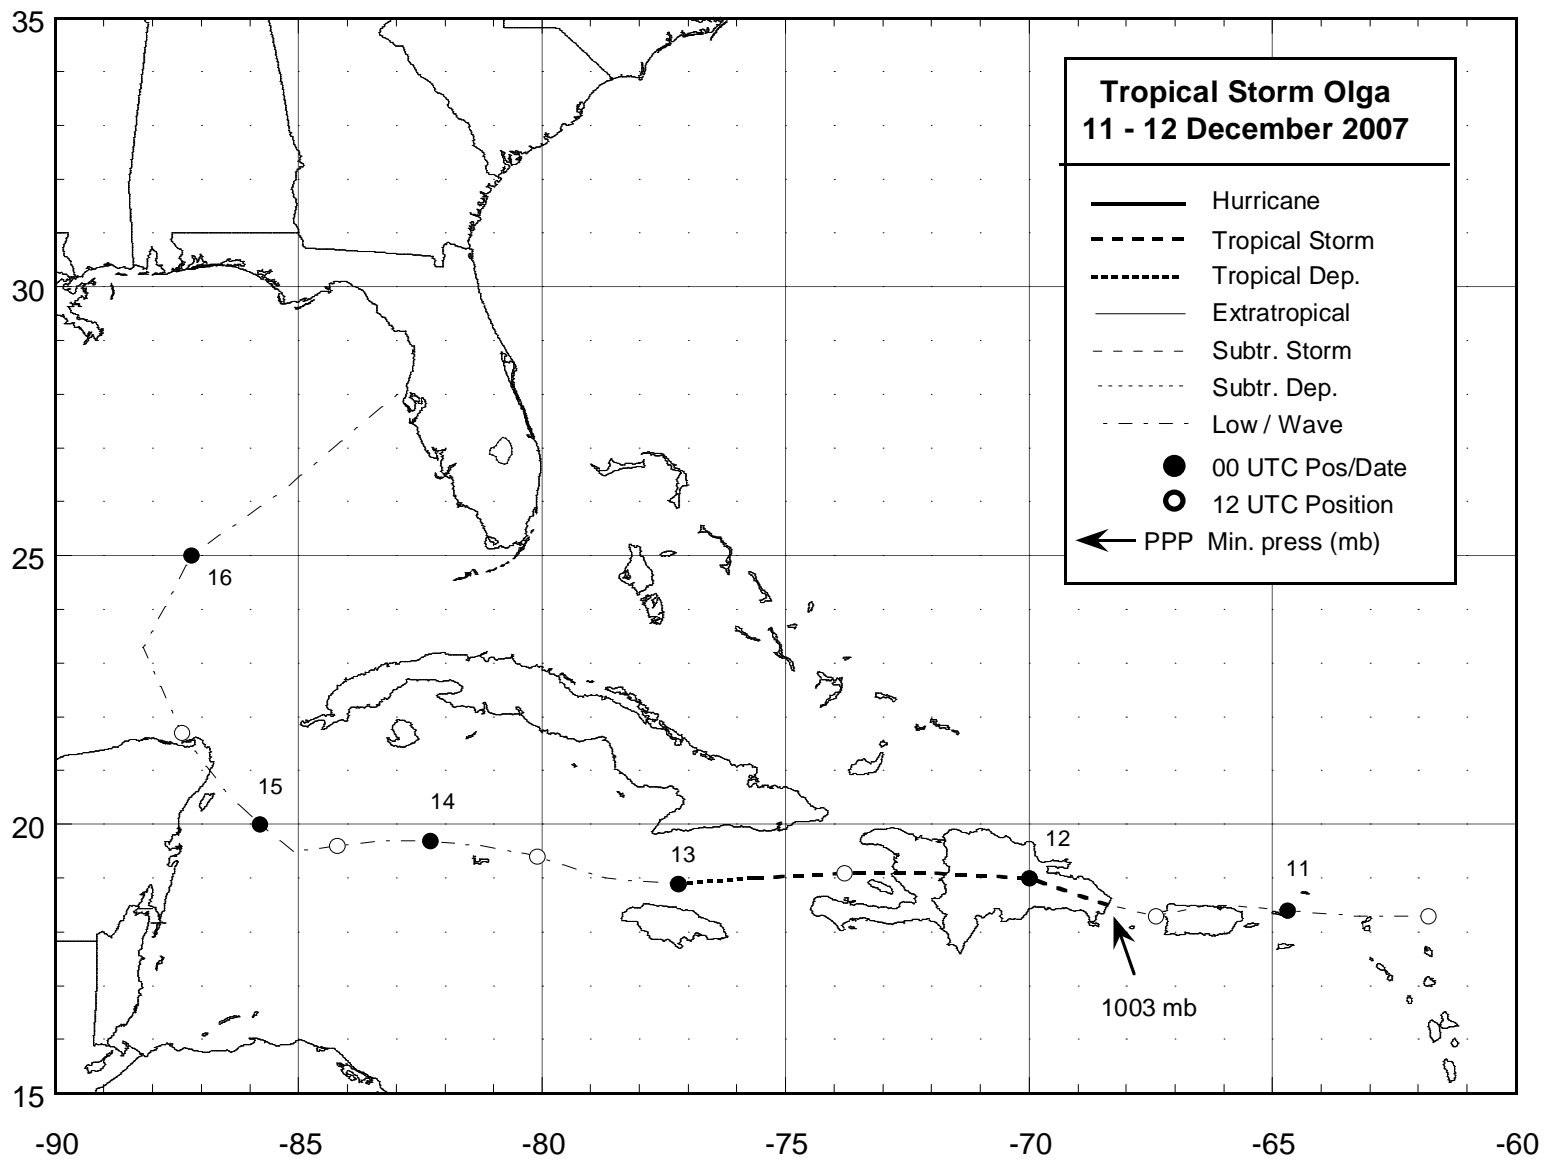 35
30
25
20
15
-90
-85
-80
-75
-70
-65
-60
Tropical Storm Olga
11 - 12 December 2007
Hurricane
Tropical Storm
Tropical Dep.
Extratropical
Subtr. Storm
Subtr. Dep.
Low / Wave
00 UTC Pos/Date
12 UTC Position
PPP Min. press (mb)
16
15
14
13
12
11
1003 mb